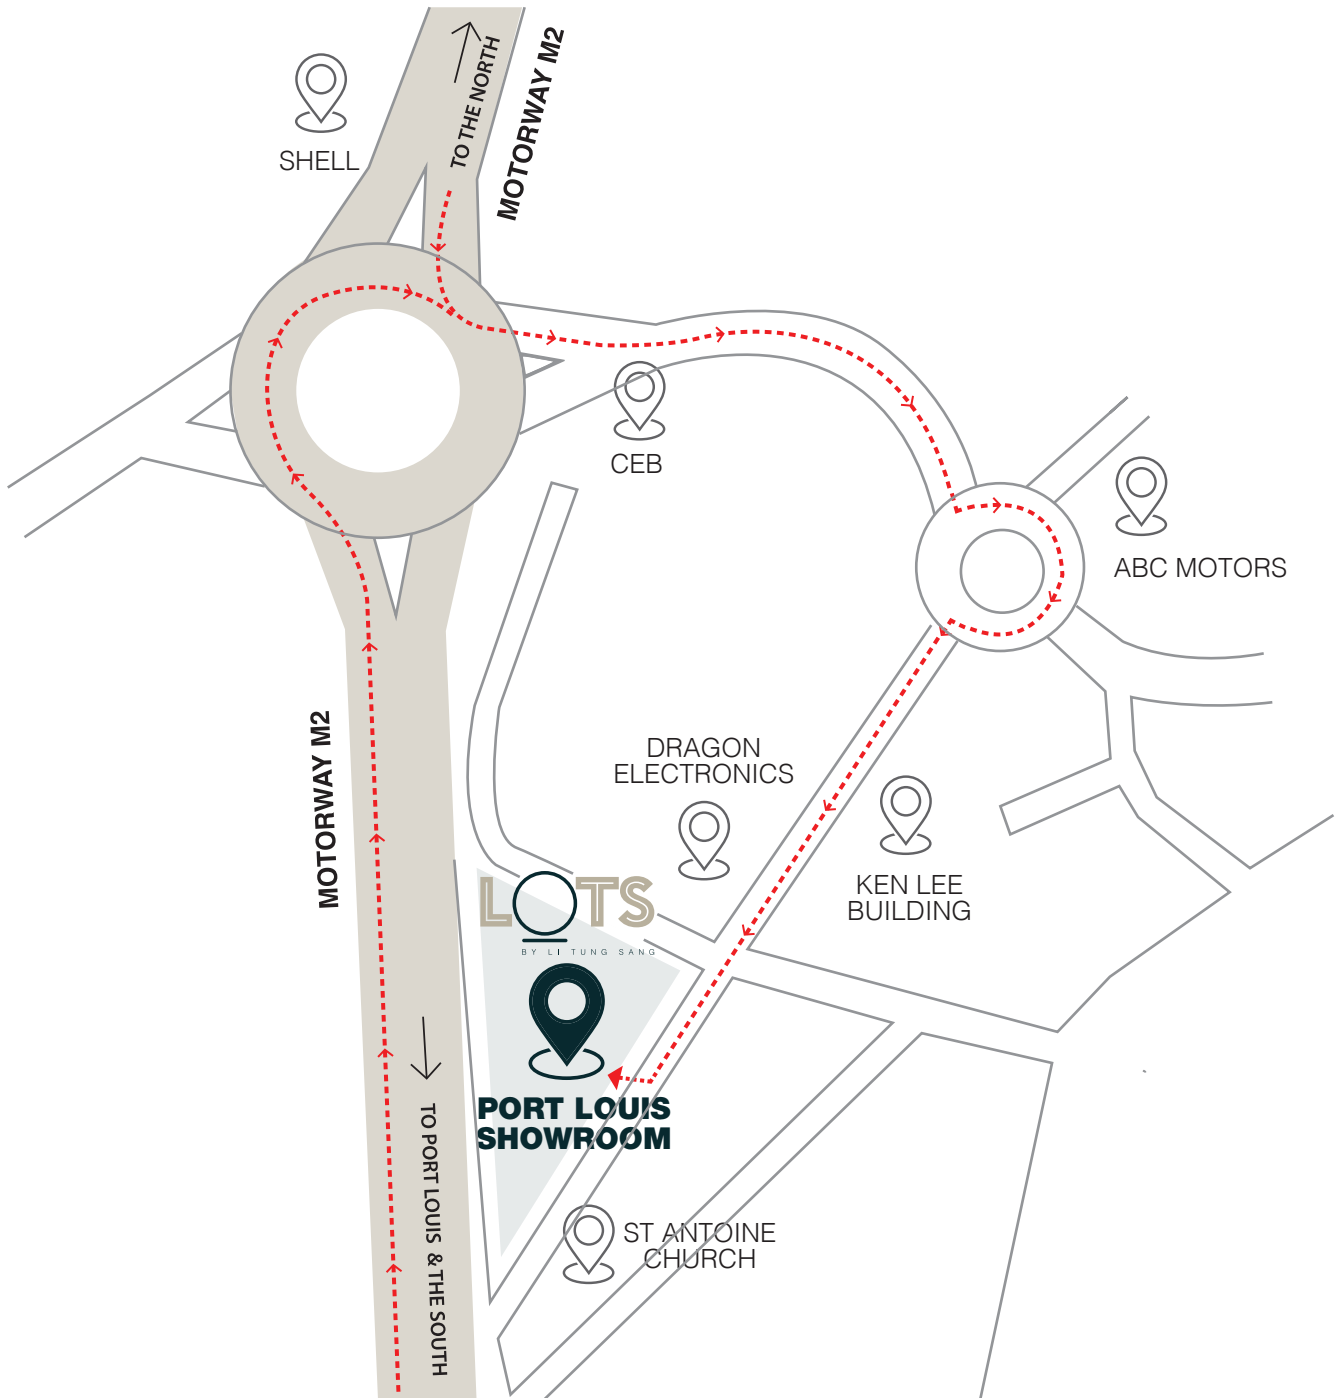 TO THE NORTH
MOTORWAY M2
SHELL
CEB
ABC MOTORS
MOTORWAY M2
DRAGON
ELECTRONICS
KEN LEE
BUILDING
LOTS
BY LI TUNG SANG
PORT LOUIS
SHOWROOM
TO PORT LOUIS & THE SOUTH
ST ANTOINE
CHURCH